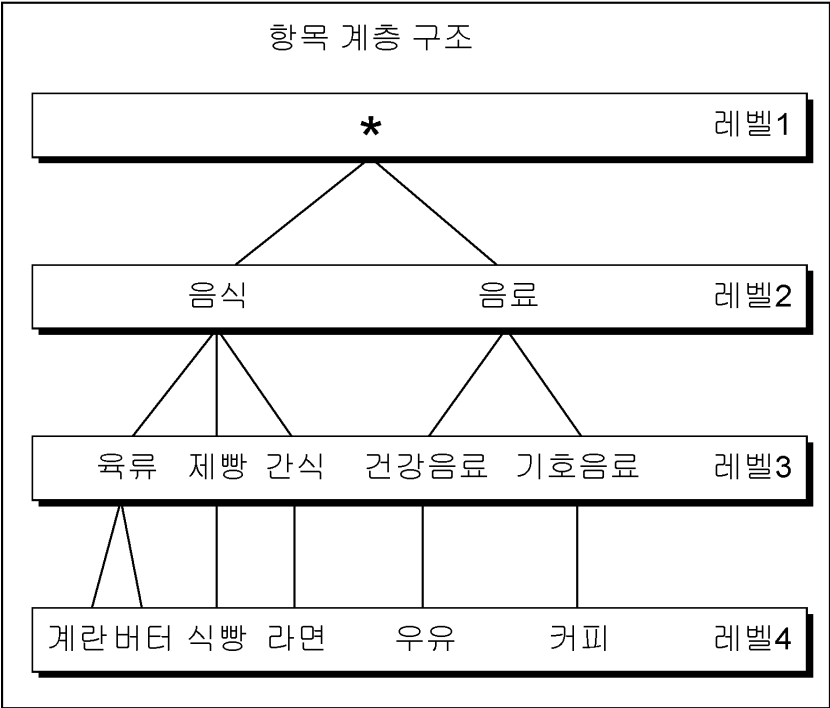 항목 계층 구조
* 레벨1
음식 음료 레벨2
육류 제빵 간식 건강음료 기호음료 레벨3
계란 버터 식빵 라면 우유 커피 레벨4